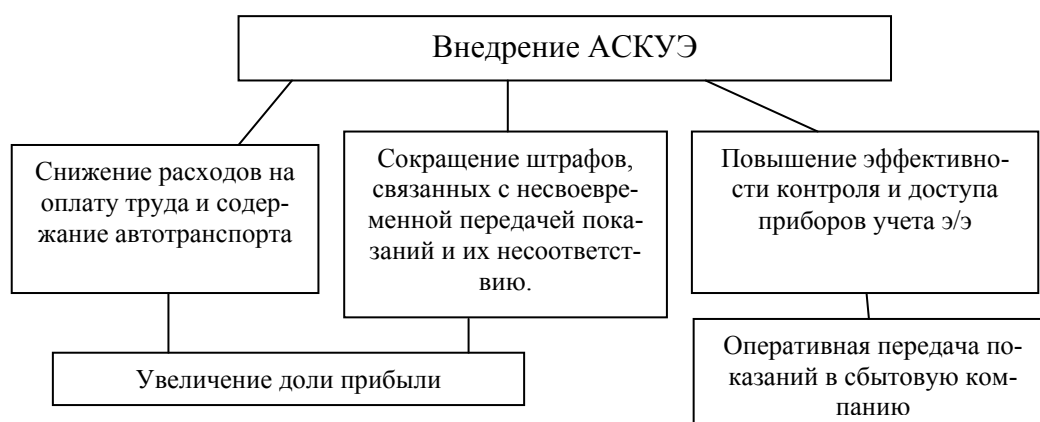 Внедрение АСКУЭ
Снижение расходов на
оплату труда и содер-
жание автотранспорта
Сокращение штрафов,
связанных с несвоевре-
менной передачей пока-
заний и их несоответст-
вию.
Повышение эффективно-
сти контроля и доступа
приборов учета э/э
Увеличение доли прибыли
Оперативная передача по-
казаний в сбытовую ком-
панию